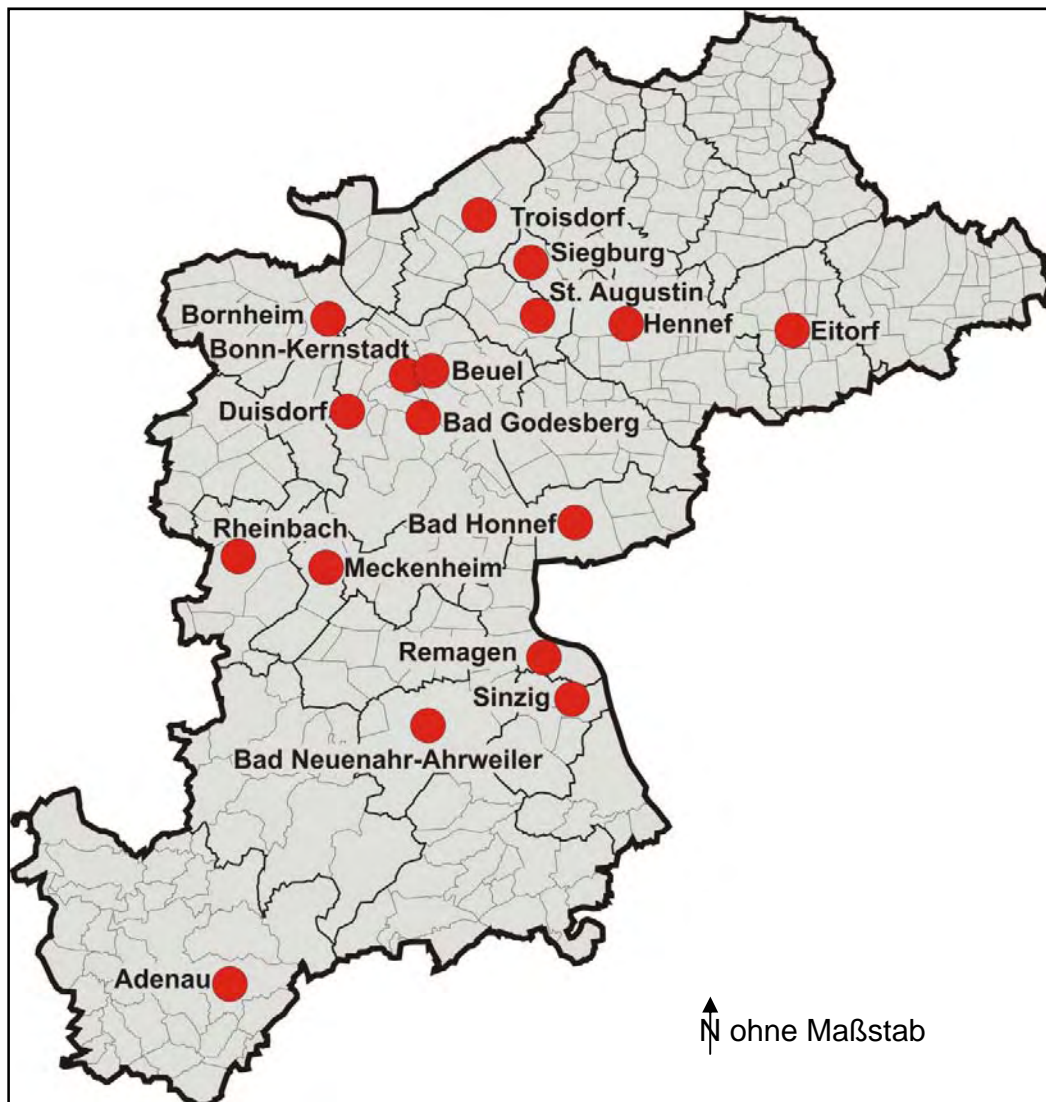 Troisdorf
Siegburg
St. Augustin
Bornheim
Hennef
Eitorf
Bonn-Kernstadt
Beuel
Duisdorf
Bad Godesberg
Bad Honnef
Rheinbach
Meckenheim
Remagen
Sinzig
Bad Neuenahr-Ahrweiler
Adenau
N ohne Maßstab